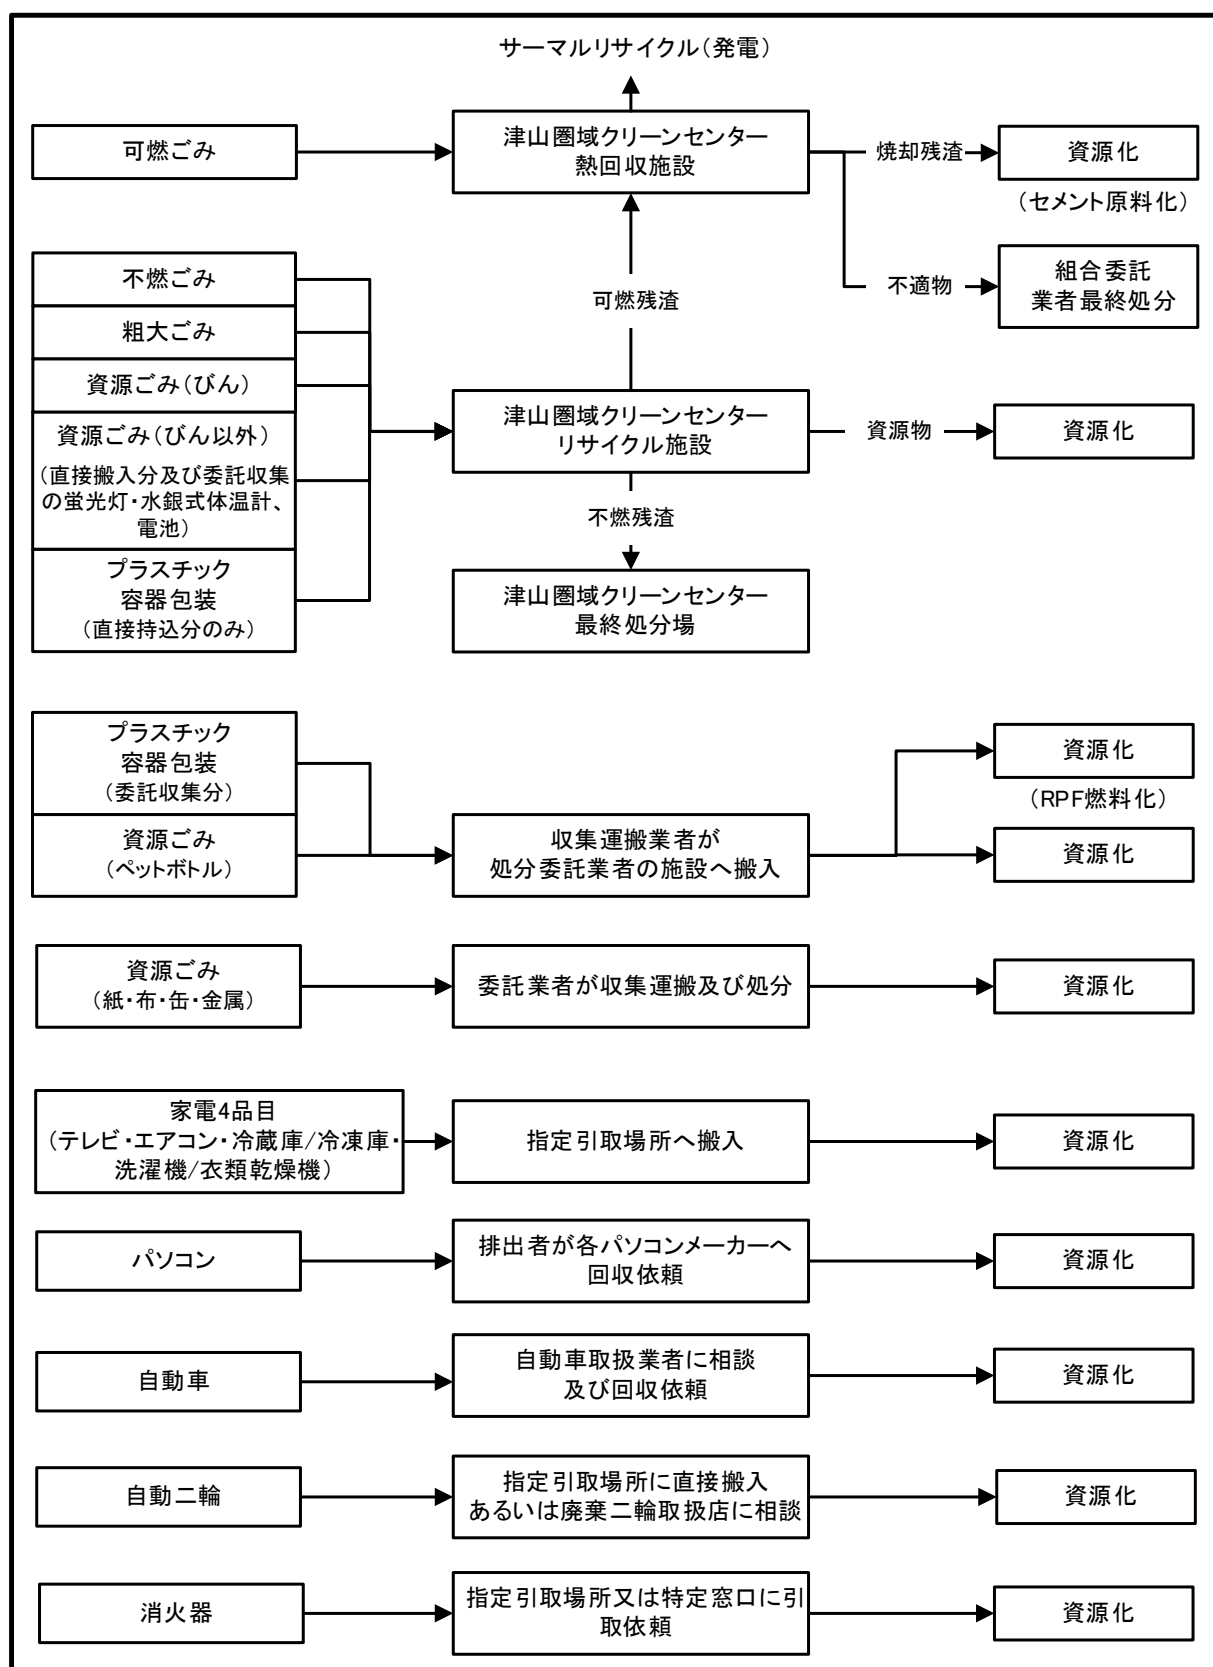 サーマルリサイクル（発電）
可燃ごみ
津山圏域クリーンセンター
熱回収施設
焼却残渣
資源化
（セメント原料化）
不適物
組合委託
業者最終処分
可燃残渣
不燃ごみ
粗大ごみ
資源ごみ（びん）
資源ごみ（びん以外）
（直接搬入分及び委託収集
の蛍光灯・水銀式体温計、
電池）
プラスチック
容器包装
（直接持込分のみ）
津山圏域クリーンセンター
リサイクル施設
資源物
資源化
不燃残渣
津山圏域クリーンセンター
最終処分場
プラスチック
容器包装
（委託収集分）
資源ごみ
（ペットボトル）
収集運搬業者が
処分委託業者の施設へ搬入
資源化
（RPF燃料化）
資源化
資源ごみ
（紙・布・缶・金属）
委託業者が収集運搬及び処分
資源化
家電4品目
（テレビ・エアコン・冷蔵庫/冷凍庫・
洗濯機/衣類乾燥機）
指定引取場所へ搬入
資源化
パソコン
排出者が各パソコンメーカーへ
回収依頼
資源化
自動車
自動車取扱業者に相談
及び回収依頼
資源化
自動二輪
指定引取場所に直接搬入
あるいは廃棄二輪取扱店に相談
資源化
消火器
指定引取場所又は特定窓口に引
取依頼
資源化